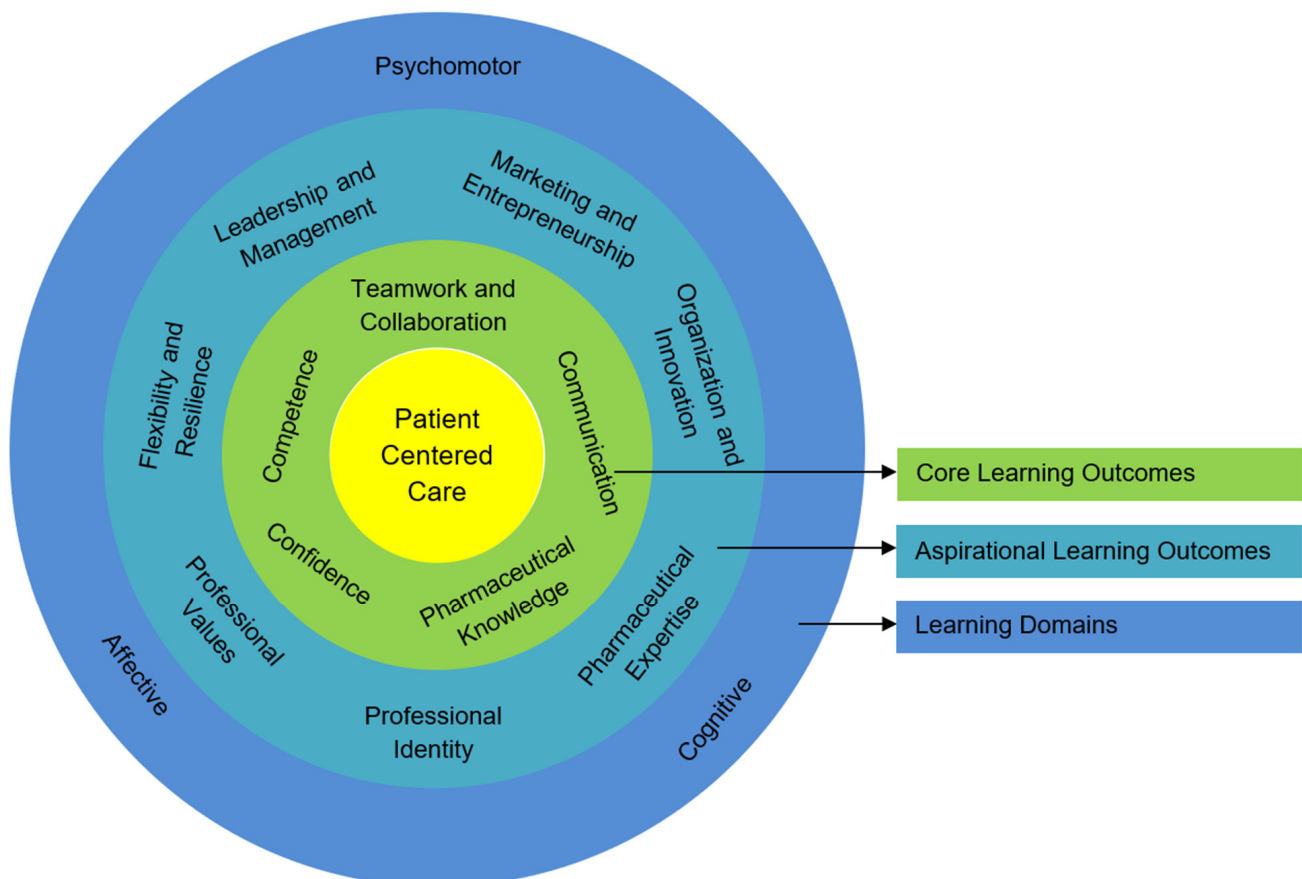 Psychomotor
Leadership and
Management
Marketing and
Entrepreneurship
Organization and
Innovation
Flexibility and
Resilience
Teamwork and
Collaboration
Competence
Communication
Patient
Centered
Care
Confidence
Pharmaceutical
Knowledge
Professional
Values
Pharmaceutical
Expertise
Professional
Identity
Affective
Cognitive
Core Learning Outcomes
Aspirational Learning Outcomes
Learning Domains